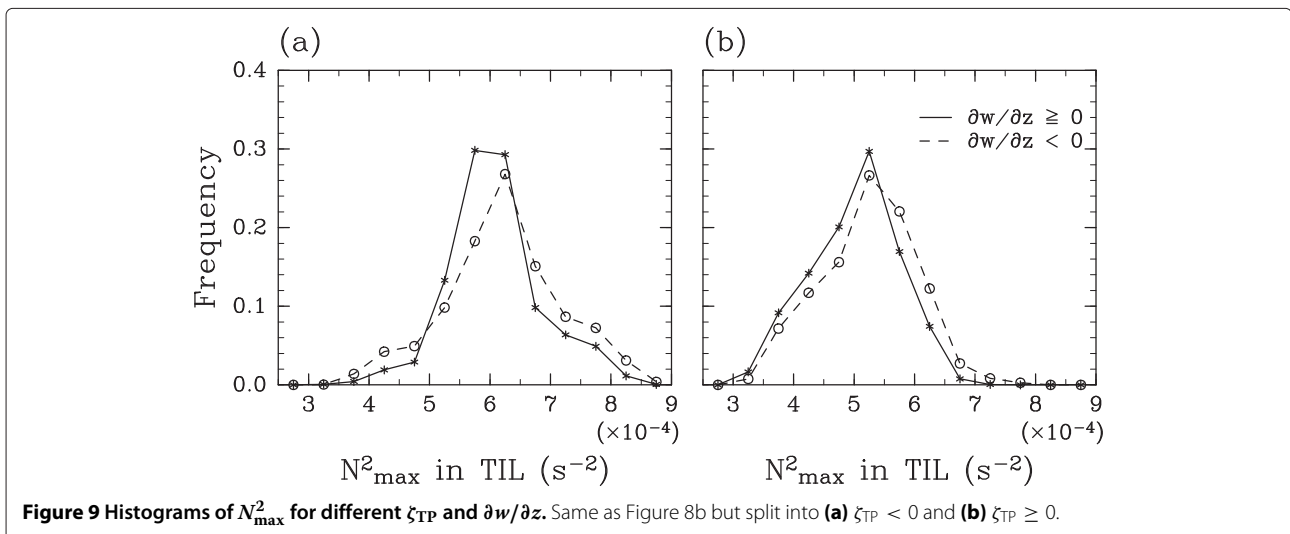 (a) (b)
0.4
0.3
0.2
0.1
0.0
Frequency
∂w/∂z ≧ 0
∂w/∂z < 0
3 4 5 6 7 8 9 3 4 5 6 7 8 9
(×10⁻⁴) (×10⁻⁴)
N²max in TIL (s⁻²) N²max in TIL (s⁻²)
Figure 9 Histograms of N²max for different ζTP and ∂w/∂z. Same as Figure 8b but split into (a) ζTP < 0 and (b) ζTP ≥ 0.